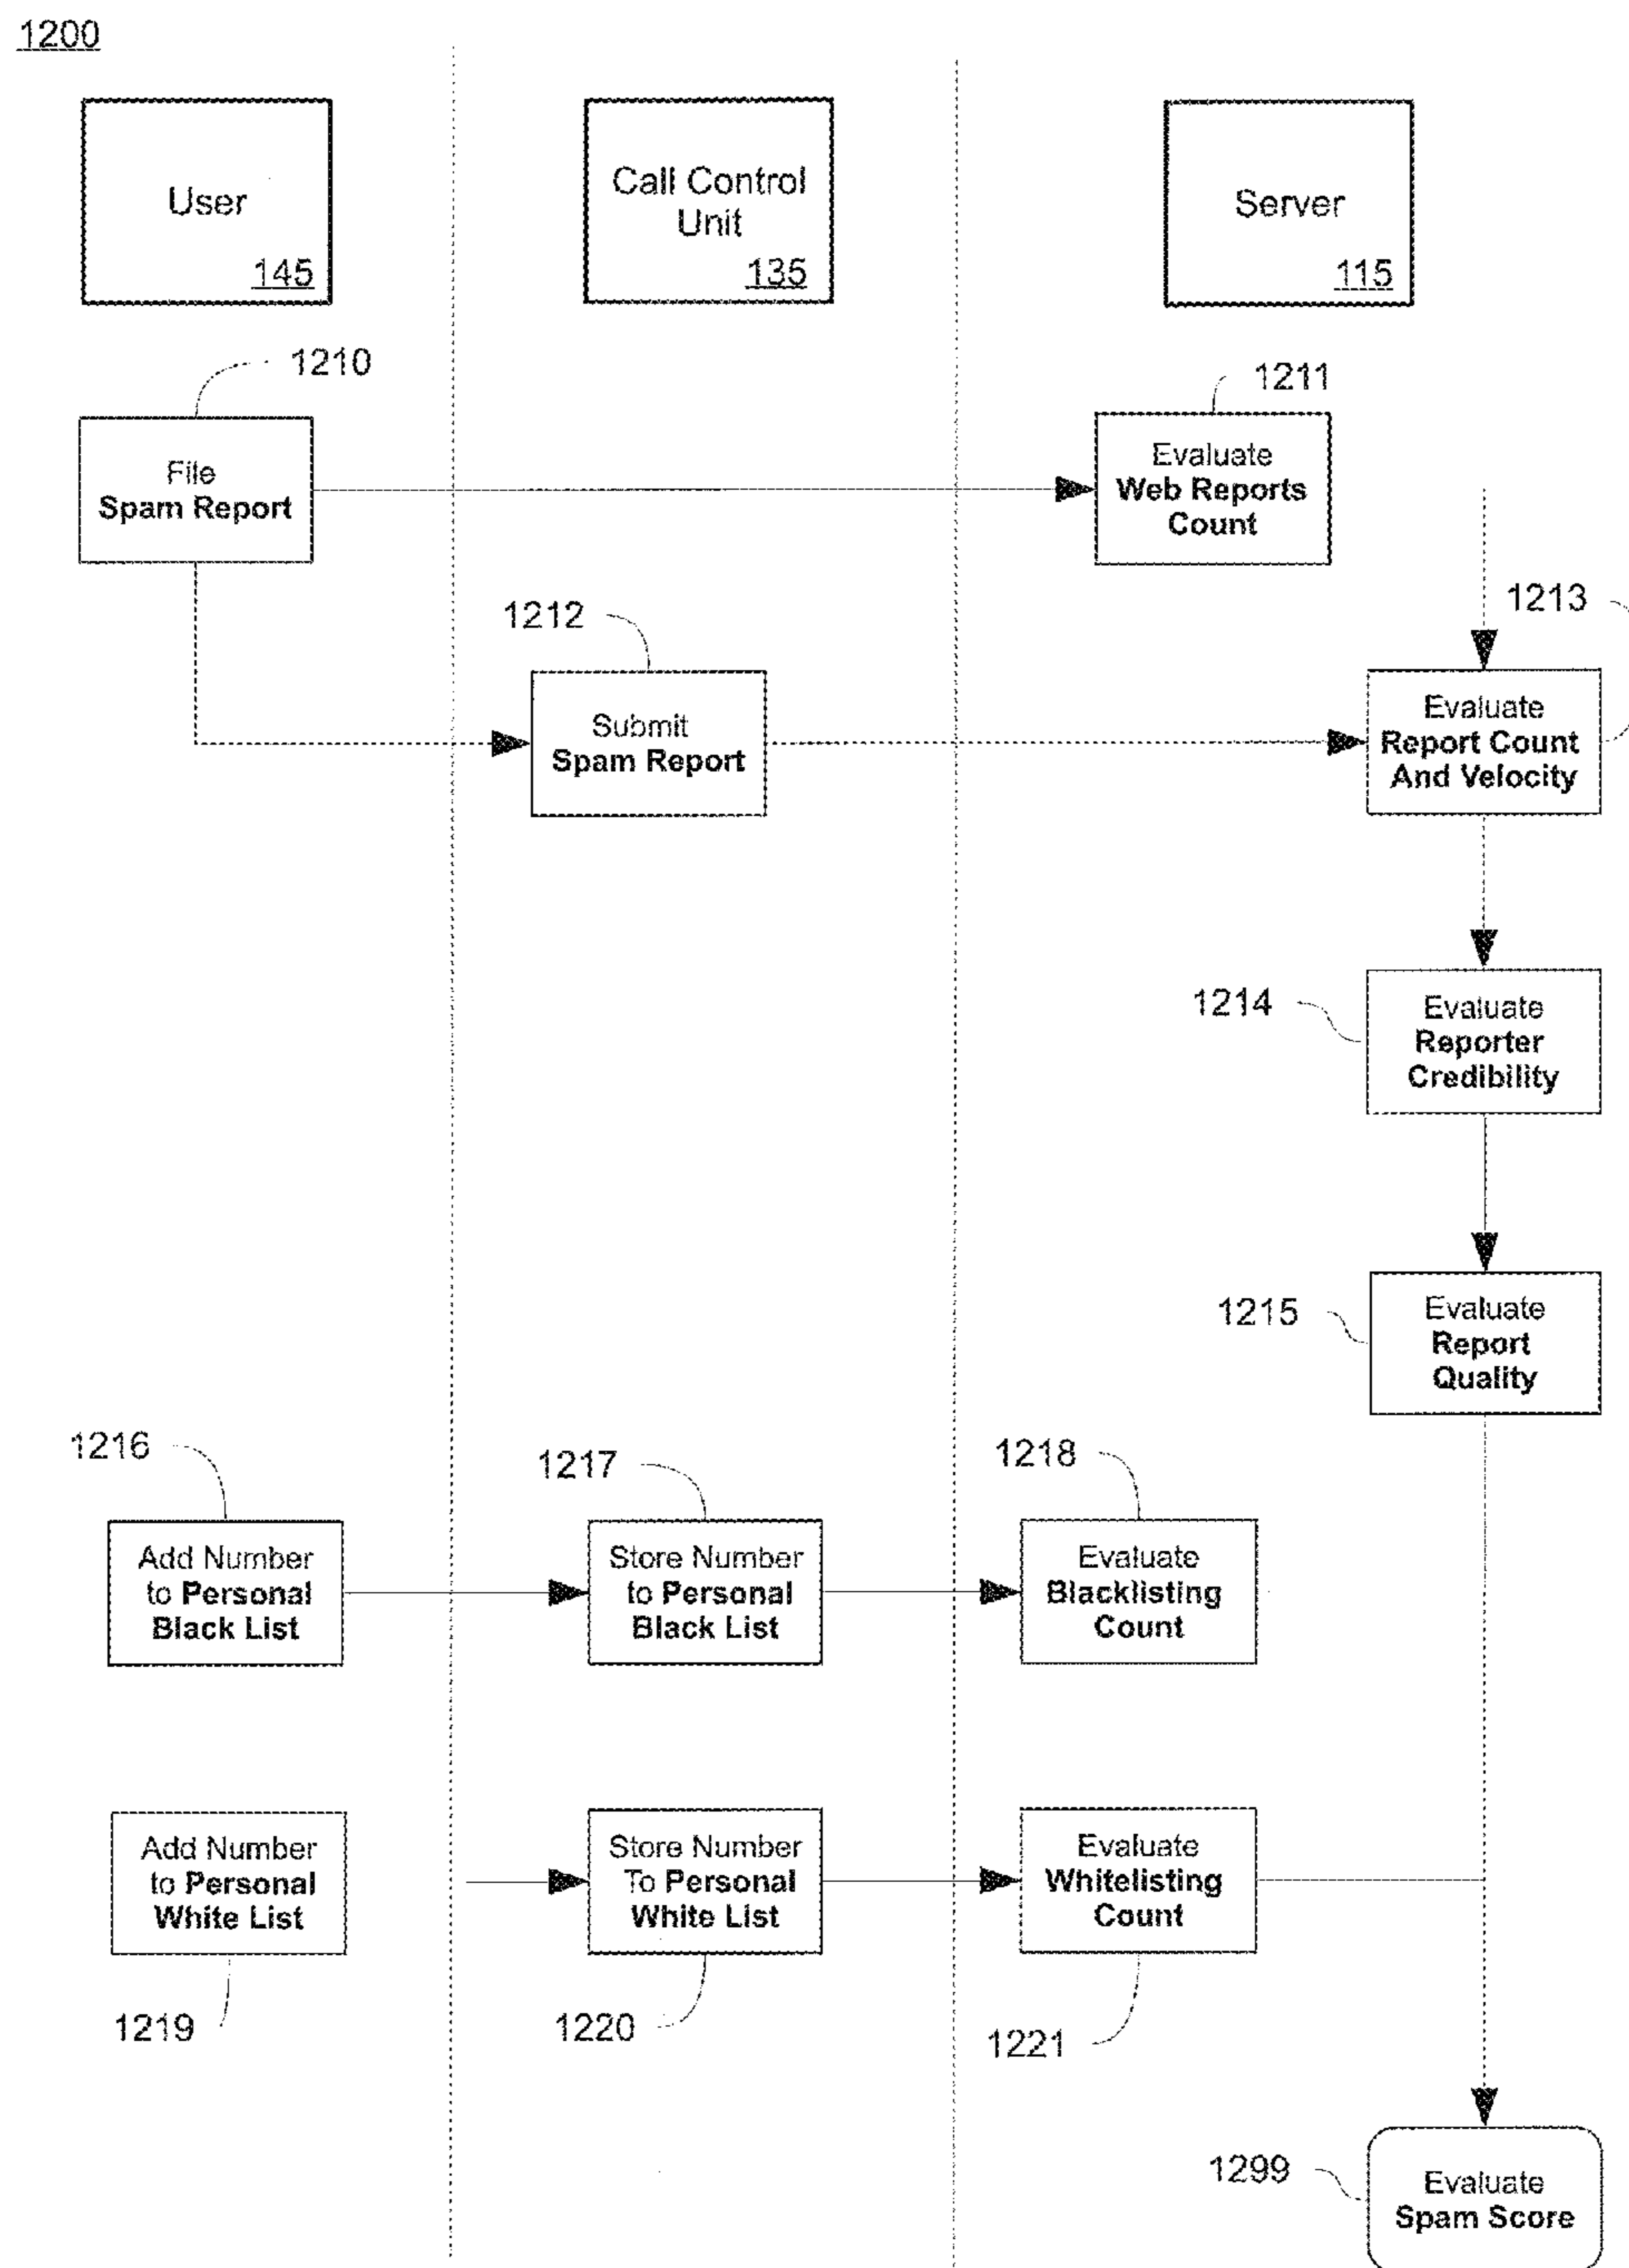 1200
User
145
Call Control
Unit
135
Server
115
1210
1211
File
Spam Report
Evaluate
Web Reports
Count
1212
1213
Submit
Spam Report
Evaluate
Report Count
And Velocity
1214
Evaluate
Reporter
Credibility
1215
Evaluate
Report
Quality
1216
1217
1218
Add Number
to Personal
Black List
Store Number
to Personal
Black List
Evaluate
Blacklisting
Count
Add Number
to Personal
White List
Store Number
To Personal
White List
Evaluate
Whitelisting
Count
1219
1220
1221
1299
Evaluate
Spam Score